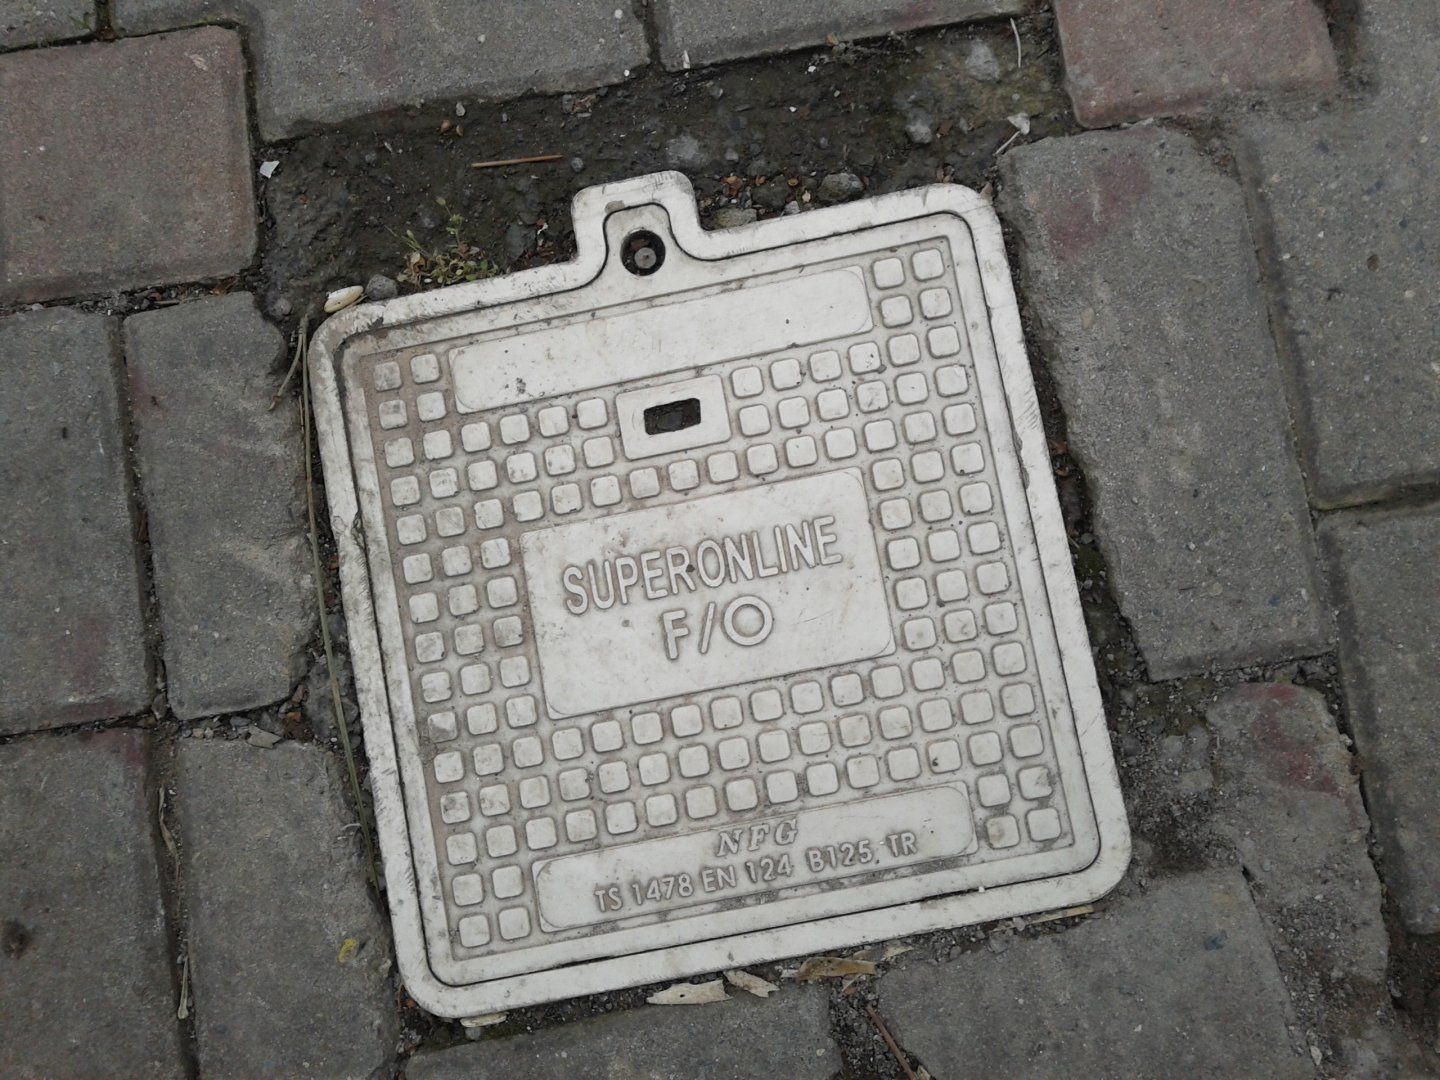 SUPERONLINE
F/O
NFG
TS 1478 EN 124 B125. TR